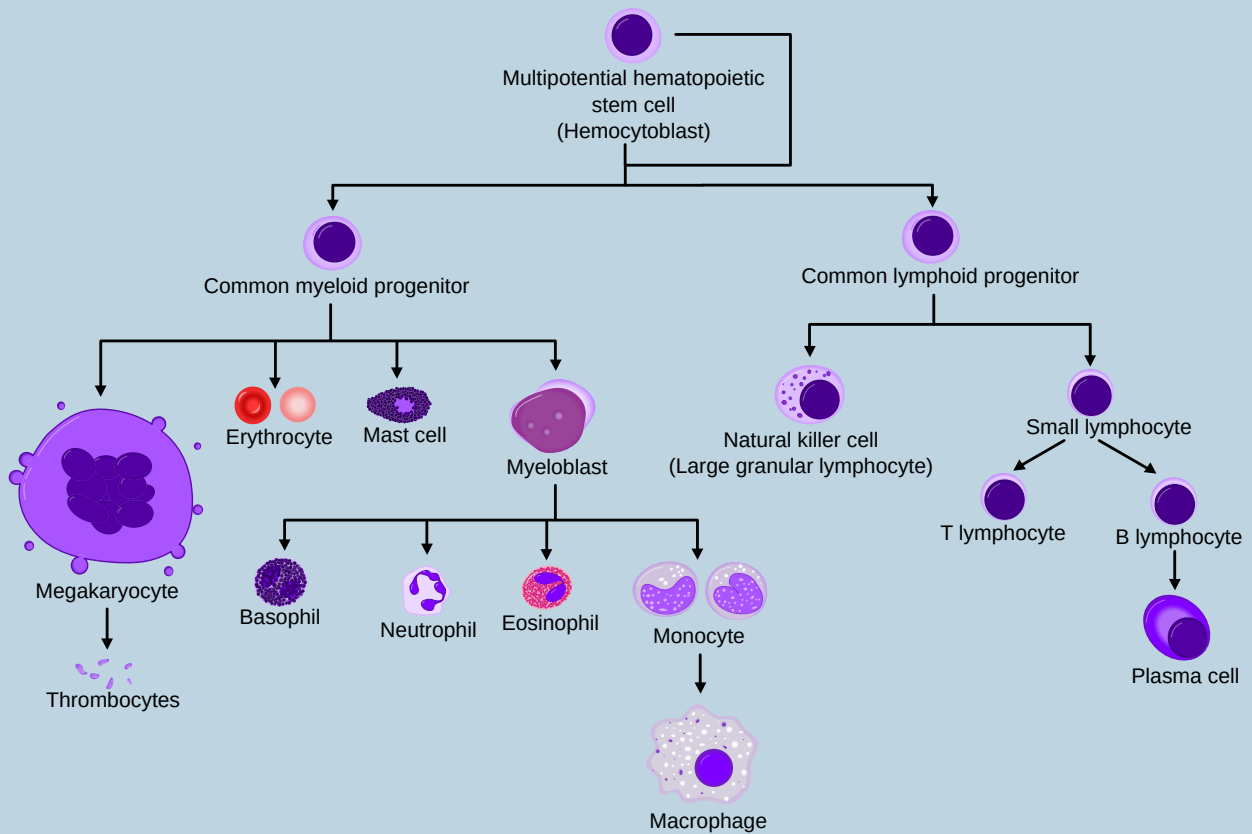 Multipotential hematopoietic
stem cell
(Hemocytoblast)
Common myeloid progenitor
Common lymphoid progenitor
Erythrocyte
Mast cell
Myeloblast
Natural killer cell
(Large granular lymphocyte)
Small lymphocyte
T lymphocyte
B lymphocyte
Megakaryocyte
Basophil
Neutrophil
Eosinophil
Monocyte
Plasma cell
Thrombocytes
Macrophage